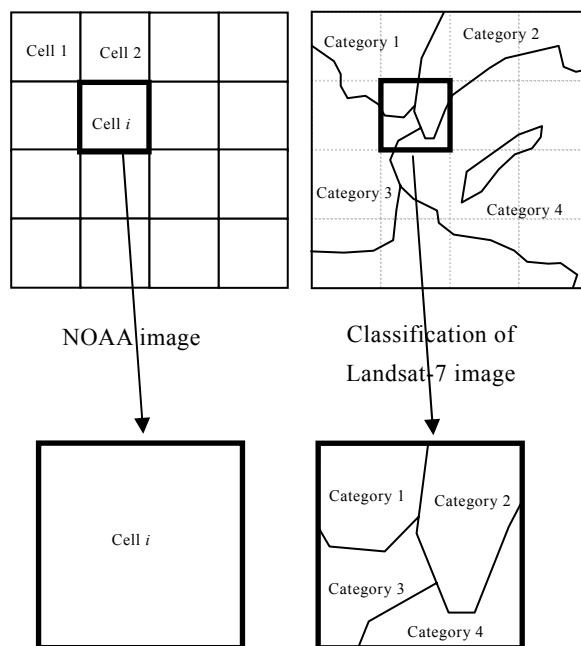 Cell 1
Cell 2
Cell i
Category 1
Category 2
Category 3
Category 4
NOAA image
Classification of
Landsat-7 image
Cell i
Category 1
Category 2
Category 3
Category 4